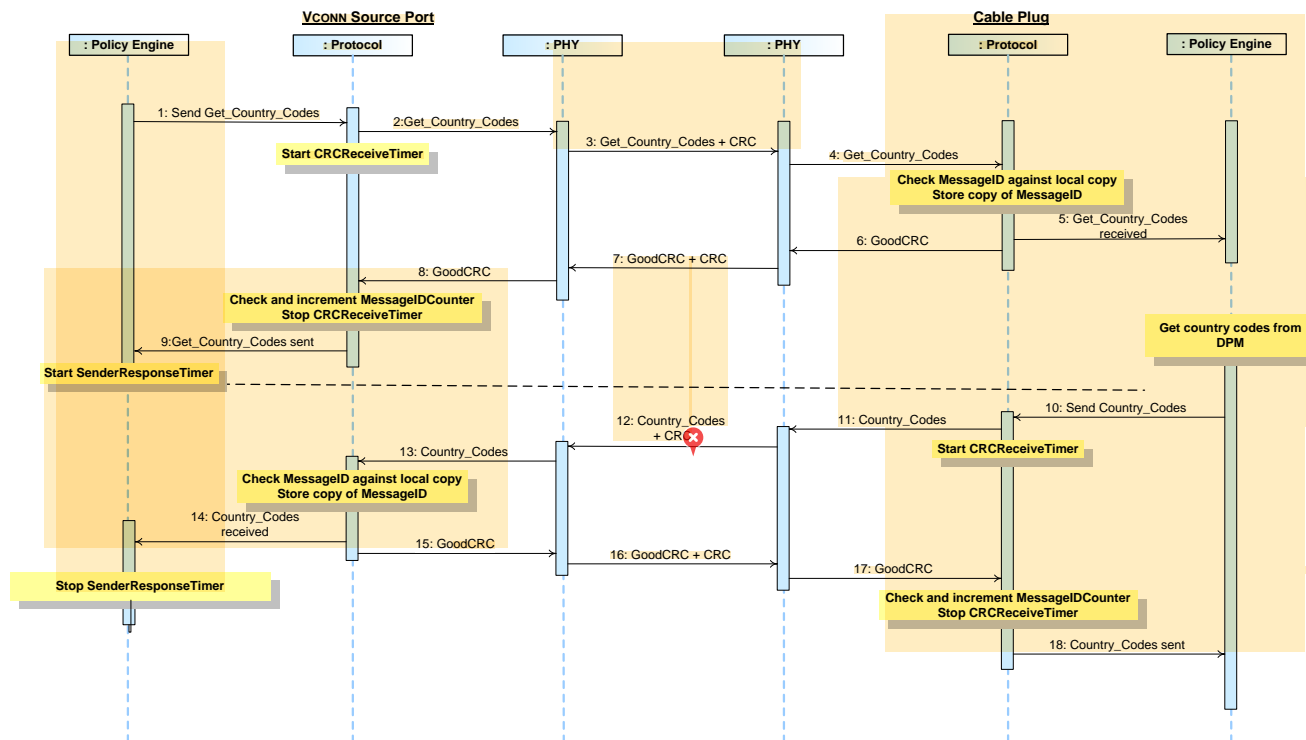 VCONN Source Port
Cable Plug
: Policy Engine
: Protocol
: PHY
: PHY
: Protocol
: Policy Engine
1: Send Get_Country_Codes
2:Get_Country_Codes
Start CRCReceiveTimer
3: Get_Country_Codes + CRC
4: Get_Country_Codes
Check MessageID against local copy
Store copy of MessageID
5: Get_Country_Codes
received
6: GoodCRC
7: GoodCRC + CRC
8: GoodCRC
Check and increment MessageIDCounter
Stop CRCReceiveTimer
9:Get_Country_Codes sent
Start SenderResponseTimer
Get country codes from
DPM
10: Send Country_Codes
11: Country_Codes
Start CRCReceiveTimer
12: Country_Codes
+ CRC
13: Country_Codes
Check MessageID against local copy
Store copy of MessageID
14: Country_Codes
received
15: GoodCRC
16: GoodCRC + CRC
17: GoodCRC
Stop SenderResponseTimer
Check and increment MessageIDCounter
Stop CRCReceiveTimer
18: Country_Codes sent